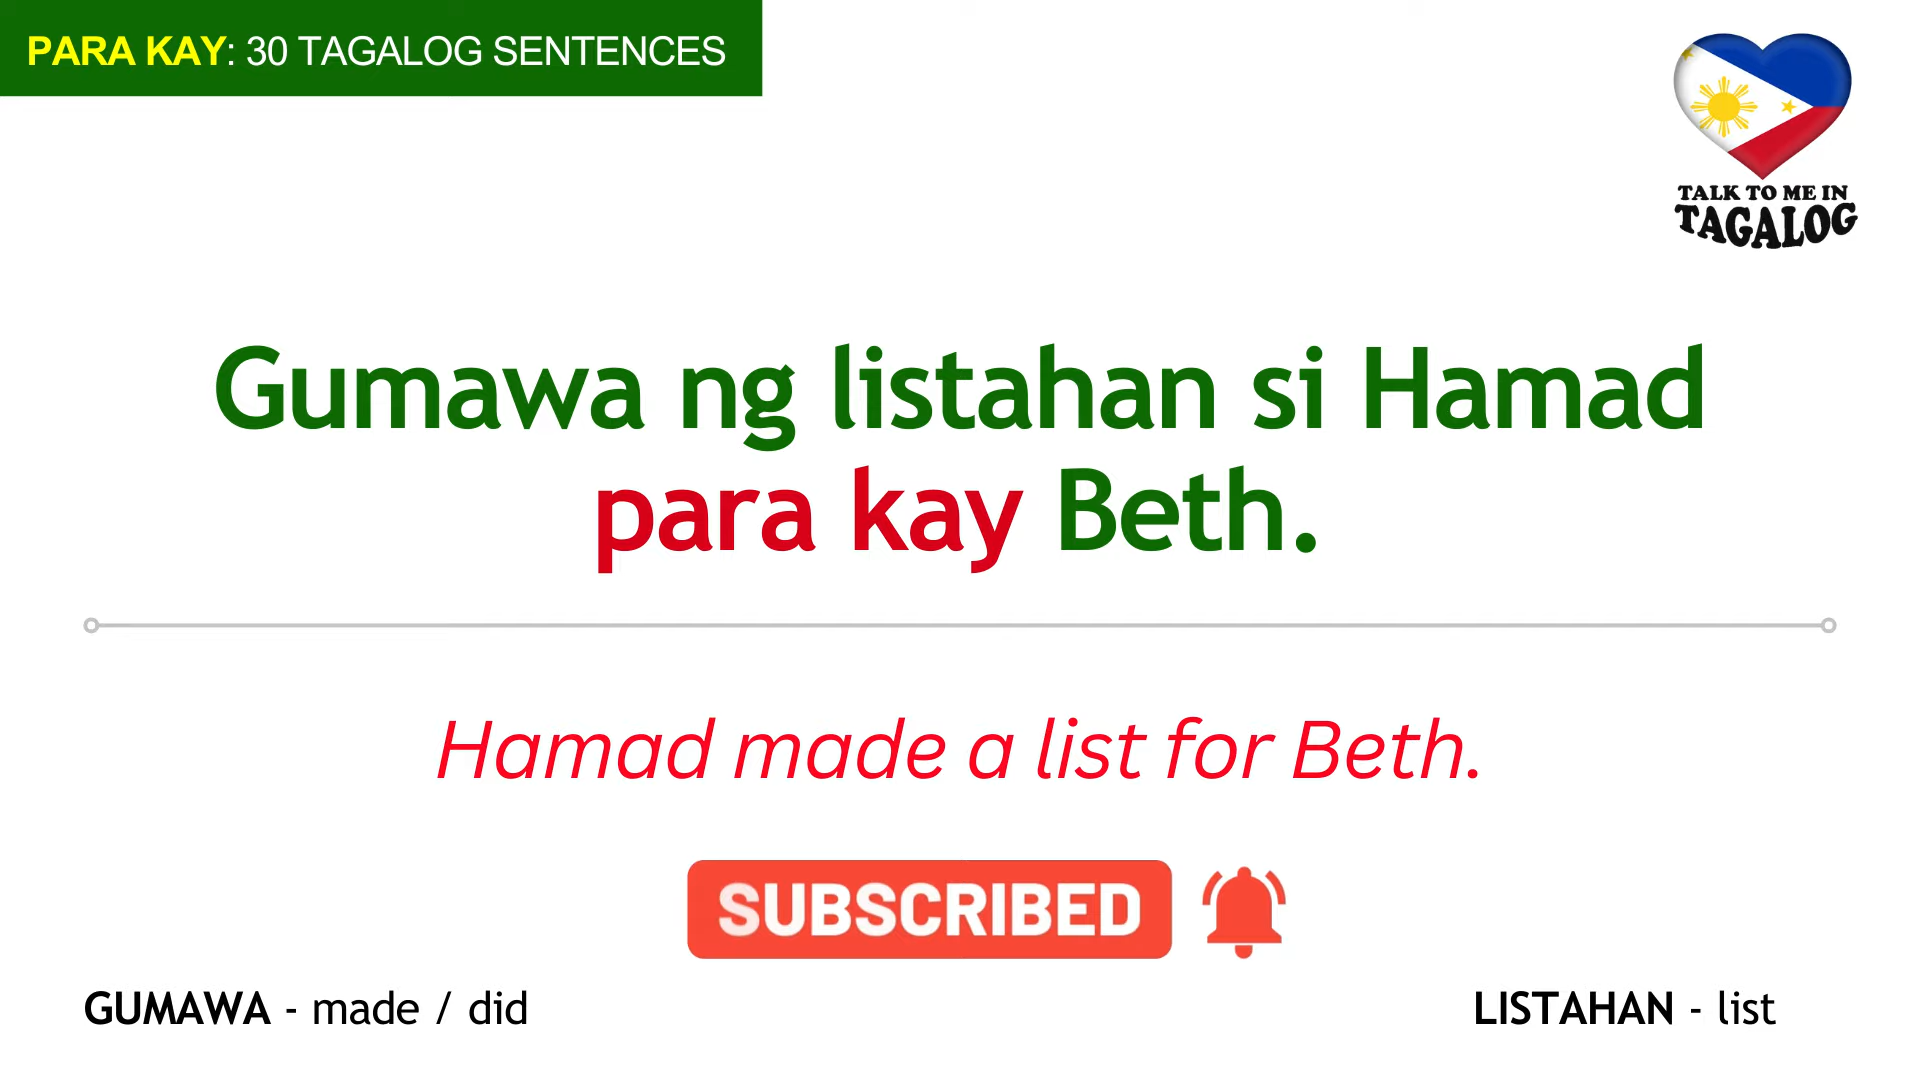 PARA KAY: 30 TAGALOG SENTENCES
TALK TO ME IN
TAGALOG
Gumawa ng listahan si Hamad
para kay Beth.
Hamad made a list for Beth.
SUBSCRIBED
GUMAWA - made / did
LISTAHAN - list